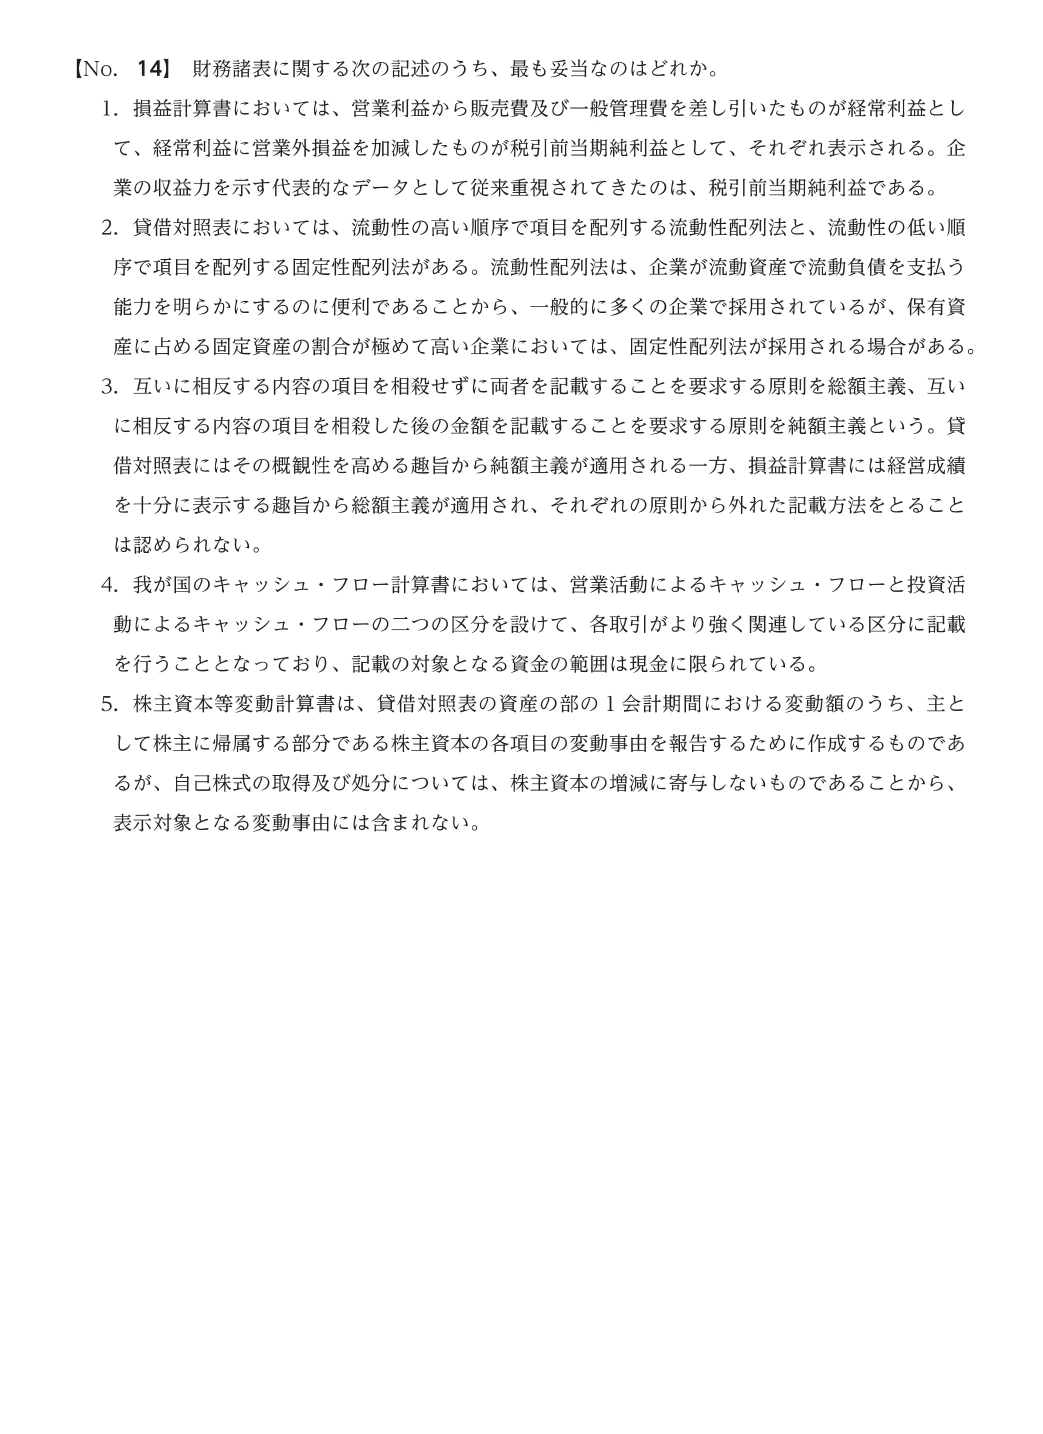 【No. 14】 財務諸表に関する次の記述のうち、最も妥当なのはどれか。
1．損益計算書においては、営業利益から販売費及び一般管理費を差し引いたものが経常利益とし
て、経常利益に営業外損益を加減したものが税引前当期純利益として、それぞれ表示される。企
業の収益力を示す代表的なデータとして従来重視されてきたのは、税引前当期純利益である。
2．貸借対照表においては、流動性の高い順序で項目を配列する流動性配列法と、流動性の低い順
序で項目を配列する固定性配列法がある。流動性配列法は、企業が流動資産で流動負債を支払う
能力を明らかにするのに便利であることから、一般的に多くの企業で採用されているが、保有資
産に占める固定資産の割合が極めて高い企業においては、固定性配列法が採用される場合がある。
3．互いに相反する内容の項目を相殺せずに両者を記載することを要求する原則を総額主義、互い
に相反する内容の項目を相殺した後の金額を記載することを要求する原則を純額主義という。貸
借対照表にはその概観性を高める趣旨から純額主義が適用される一方、損益計算書には経営成績
を十分に表示する趣旨から総額主義が適用され、それぞれの原則から外れた記載方法をとること
は認められない。
4．我が国のキャッシュ・フロー計算書においては、営業活動によるキャッシュ・フローと投資活
動によるキャッシュ・フローの二つの区分を設けて、各取引がより強く関連している区分に記載
を行うこととなっており、記載の対象となる資金の範囲は現金に限られている。
5．株主資本等変動計算書は、貸借対照表の資産の部の1会計期間における変動額のうち、主と
して株主に帰属する部分である株主資本の各項目の変動事由を報告するために作成するものであ
るが、自己株式の取得及び処分については、株主資本の増減に寄与しないものであることから、
表示対象となる変動事由には含まれない。